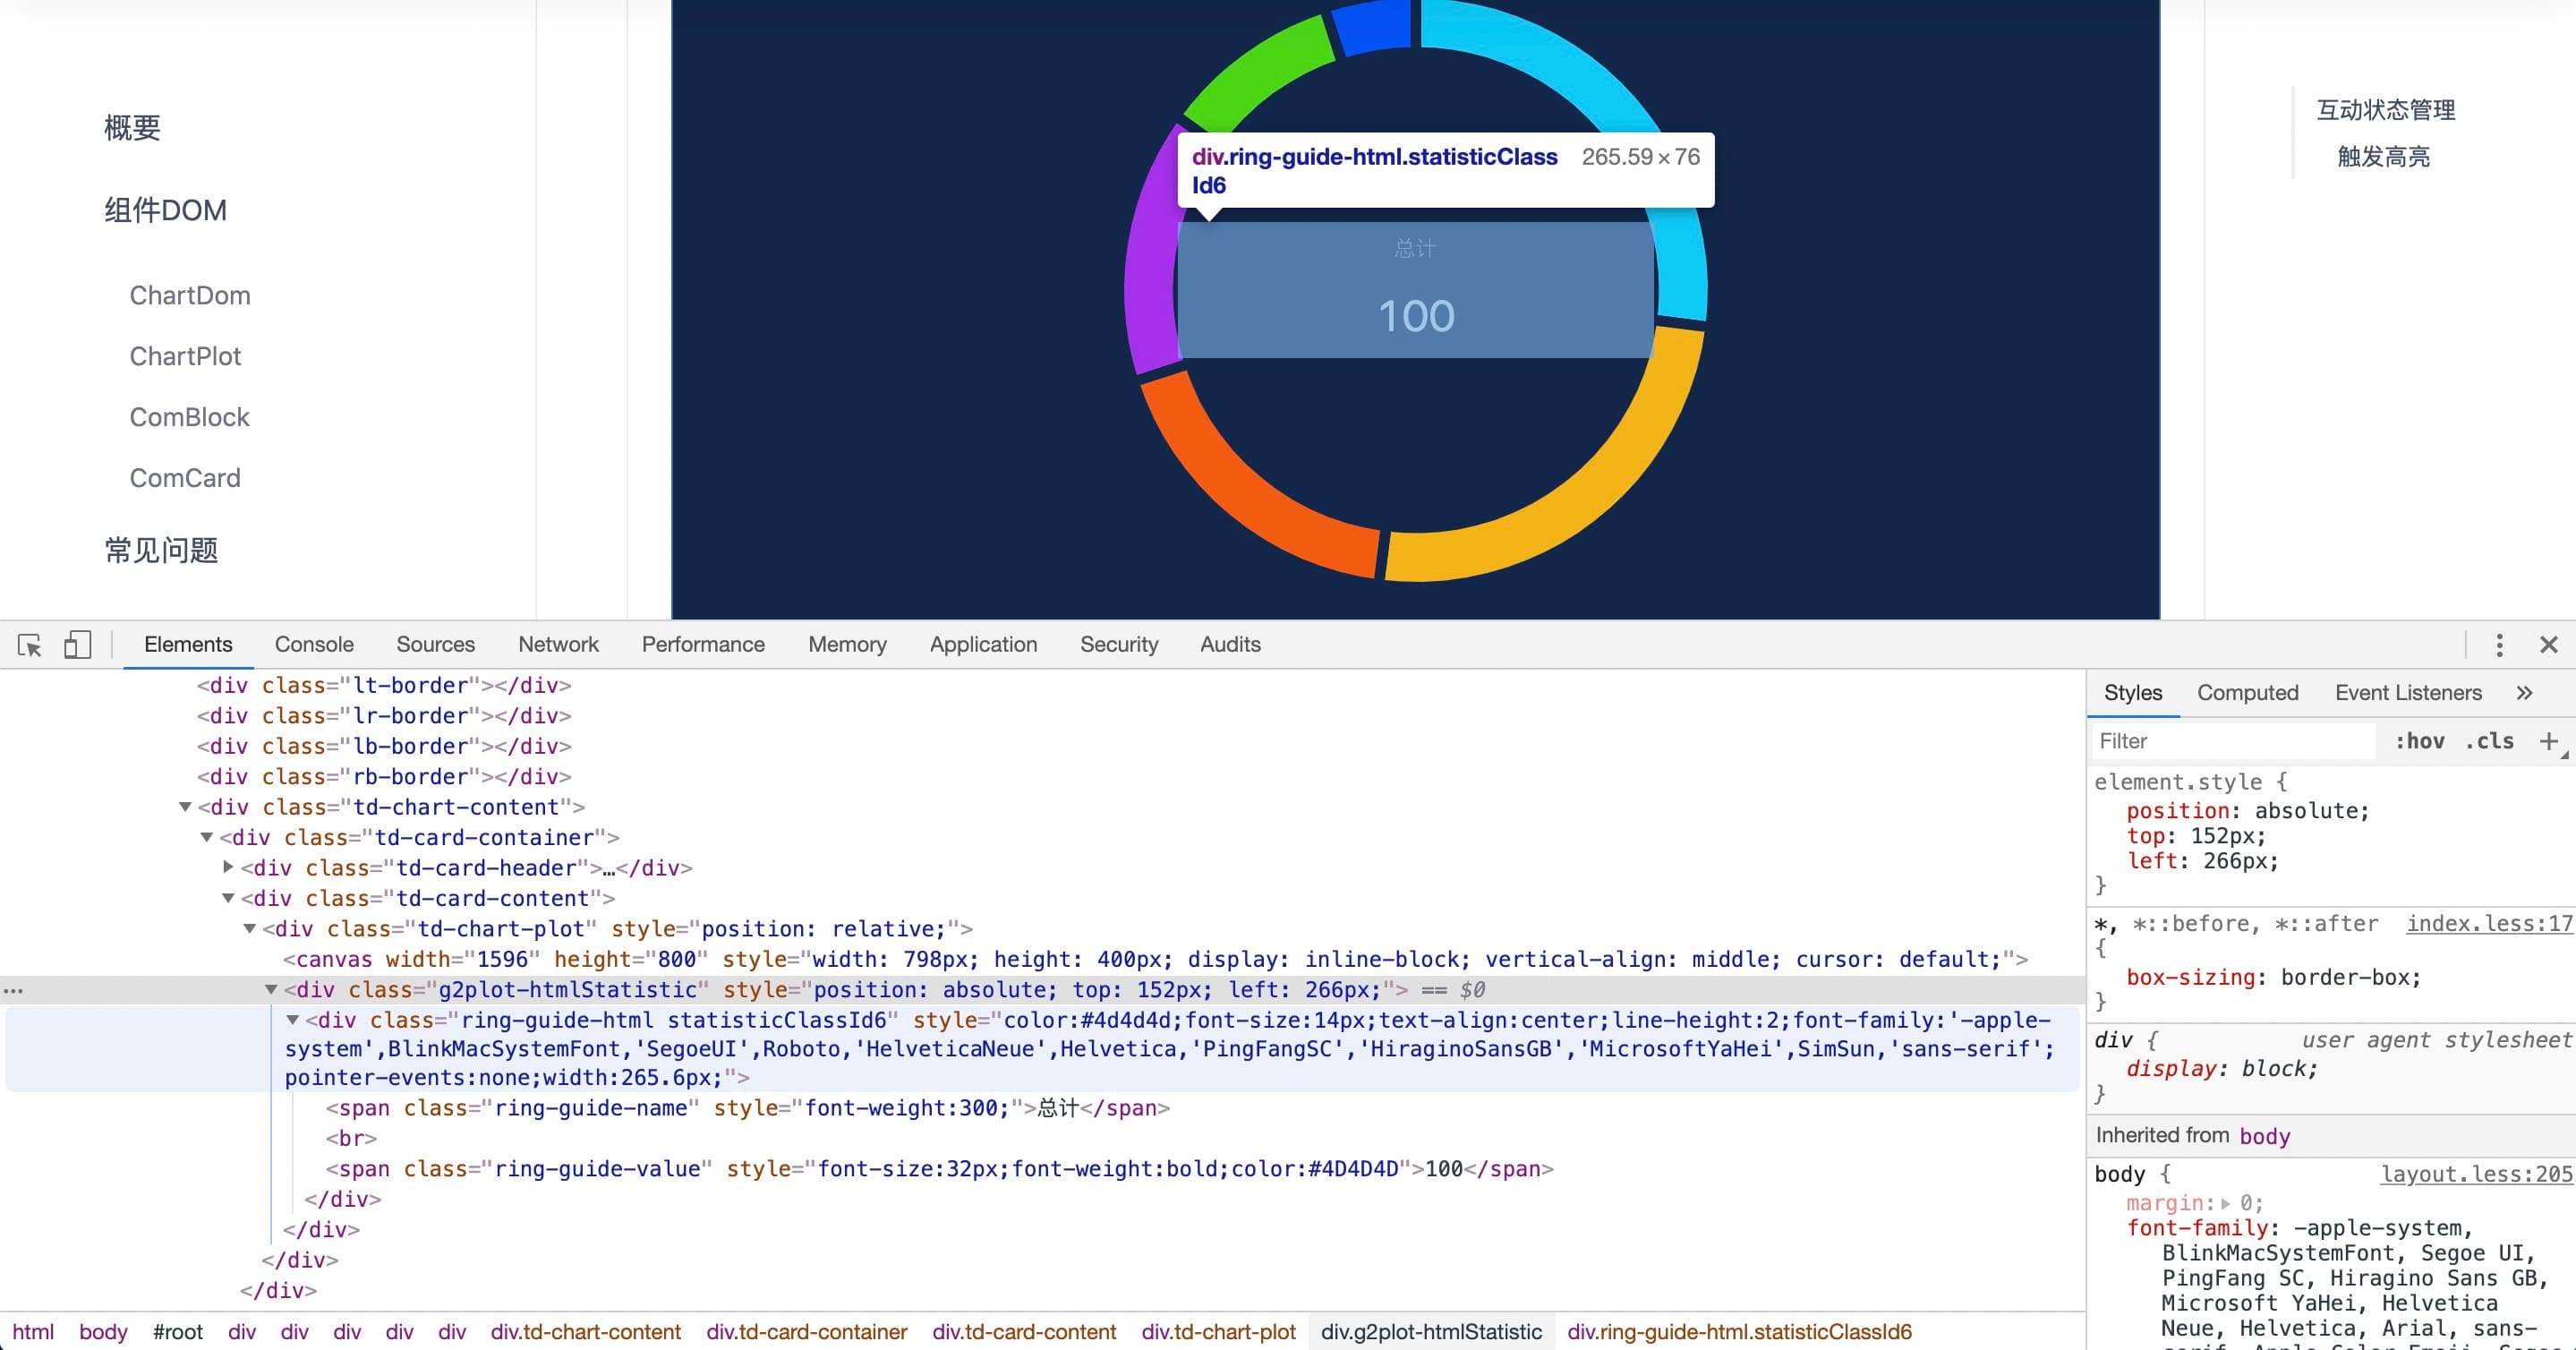 概要
组件DOM
ChartDom
ChartPlot
ComBlock
ComCard
常见问题
div.ring-guide-html.statisticClass 265.59×76
Id6
总计
100
互动状态管理
触发高亮
Elements Console Sources Network Performance Memory Application Security Audits
<div class="lt-border"></div>
<div class="lr-border"></div>
<div class="lb-border"></div>
<div class="rb-border"></div>
<div class="td-chart-content">
<div class="td-card-container">
<div class="td-card-header">…</div>
<div class="td-card-content">
<div class="td-chart-plot" style="position: relative;">
<canvas width="1596" height="800" style="width: 798px; height: 400px; display: inline-block; vertical-align: middle; cursor: default;">
<div class="g2plot-htmlStatistic" style="position: absolute; top: 152px; left: 266px;"> == $0
<div class="ring-guide-html statisticClassId6" style="color:#4d4d4d;font-size:14px;text-align:center;line-height:2;font-family:'-apple-
system',BlinkMacSystemFont,'SegoeUI',Roboto,'HelveticaNeue',Helvetica,'PingFangSC','HiraginoSansGB','MicrosoftYaHei',SimSun,'sans-serif';
pointer-events:none;width:265.6px;">
<span class="ring-guide-name" style="font-weight:300;">总计</span>
<br>
<span class="ring-guide-value" style="font-size:32px;font-weight:bold;color:#4D4D4D">100</span>
</div>
</div>
</div>
</div>
html body #root div div div div div div.td-chart-content div.td-card-container div.td-card-content div.td-chart-plot div.g2plot-htmlStatistic div.ring-guide-html.statisticClassId6
Styles Computed Event Listeners »
Filter :hov .cls +
element.style {
position: absolute;
top: 152px;
left: 266px;
}
*, *::before, *::after index.less:17
{
box-sizing: border-box;
}
div { user agent stylesheet
display: block;
}
Inherited from body
body { layout.less:205
margin: 0;
font-family: -apple-system,
BlinkMacSystemFont, Segoe UI,
PingFang SC, Hiragino Sans GB,
Microsoft YaHei, Helvetica
Neue, Helvetica, Arial, sans-